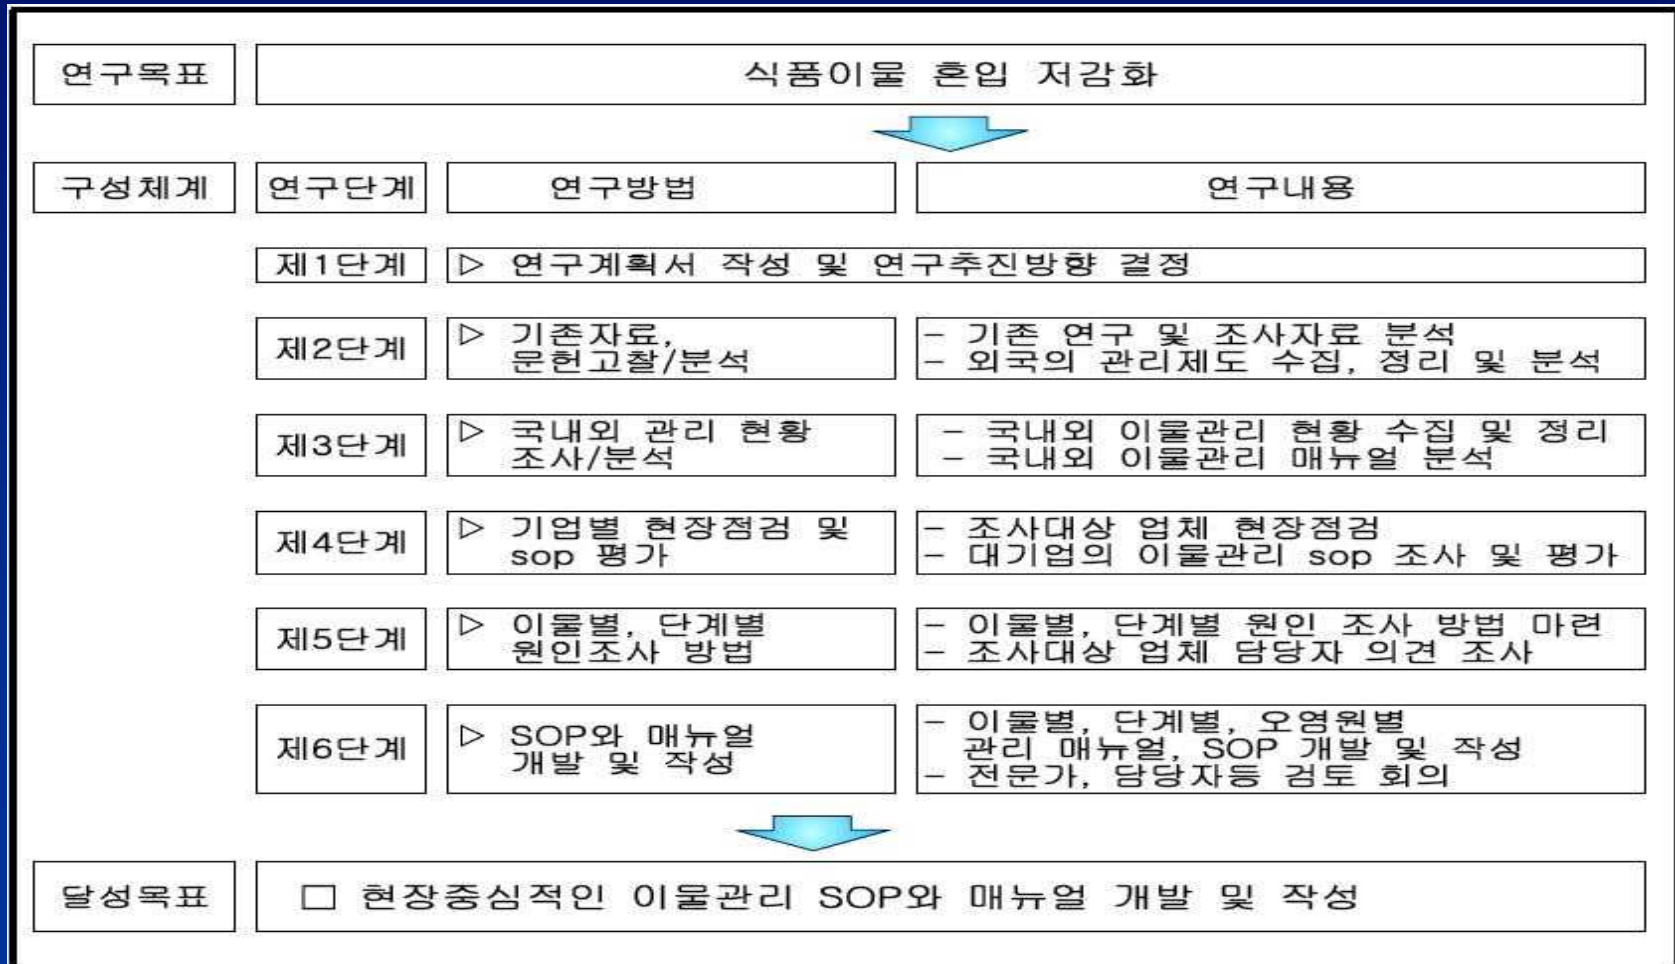 연구목표
식품이물 혼입 저감화
구성체계
연구단계
연구방법
연구내용
제1단계
▷ 연구계획서 작성 및 연구추진방향 결정
제2단계
▷ 기존자료,
문헌고찰/분석
– 기존 연구 및 조사자료 분석
– 외국의 관리제도 수집, 정리 및 분석
제3단계
▷ 국내외 관리 현황
조사/분석
– 국내외 이물관리 현황 수집 및 정리
– 국내외 이물관리 매뉴얼 분석
제4단계
▷ 기업별 현장점검 및
sop 평가
– 조사대상 업체 현장점검
– 대기업의 이물관리 sop 조사 및 평가
제5단계
▷ 이물별, 단계별
원인조사 방법
– 이물별, 단계별 원인 조사 방법 마련
– 조사대상 업체 담당자 의견 조사
제6단계
▷ SOP와 매뉴얼
개발 및 작성
– 이물별, 단계별, 오염원별
관리 매뉴얼, SOP 개발 및 작성
– 전문가, 담당자등 검토 회의
달성목표
□ 현장중심적인 이물관리 SOP와 매뉴얼 개발 및 작성